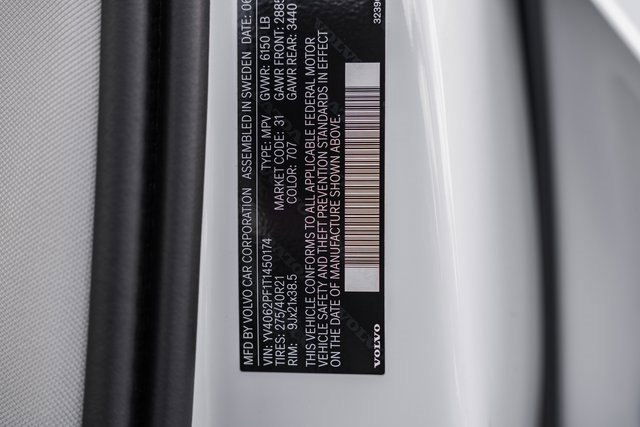 MFD BY VOLVO CAR CORPORATION ASSEMBLED IN SWEDEN DATE: 06
VIN: YV4062PF1T1450174 TYPE: MPV GVWR: 6150 LB
TIRES: 275/40R21 MARKET CODE: 31 GAWR FRONT: 2885
RIM: 9Jx21x38.5 COLOR: 707 GAWR REAR: 3440
THIS VEHICLE CONFORMS TO ALL APPLICABLE FEDERAL MOTOR
VEHICLE SAFETY AND THEFT PREVENTION STANDARDS IN EFFECT
ON THE DATE OF MANUFACTURE SHOWN ABOVE.
VOLVO